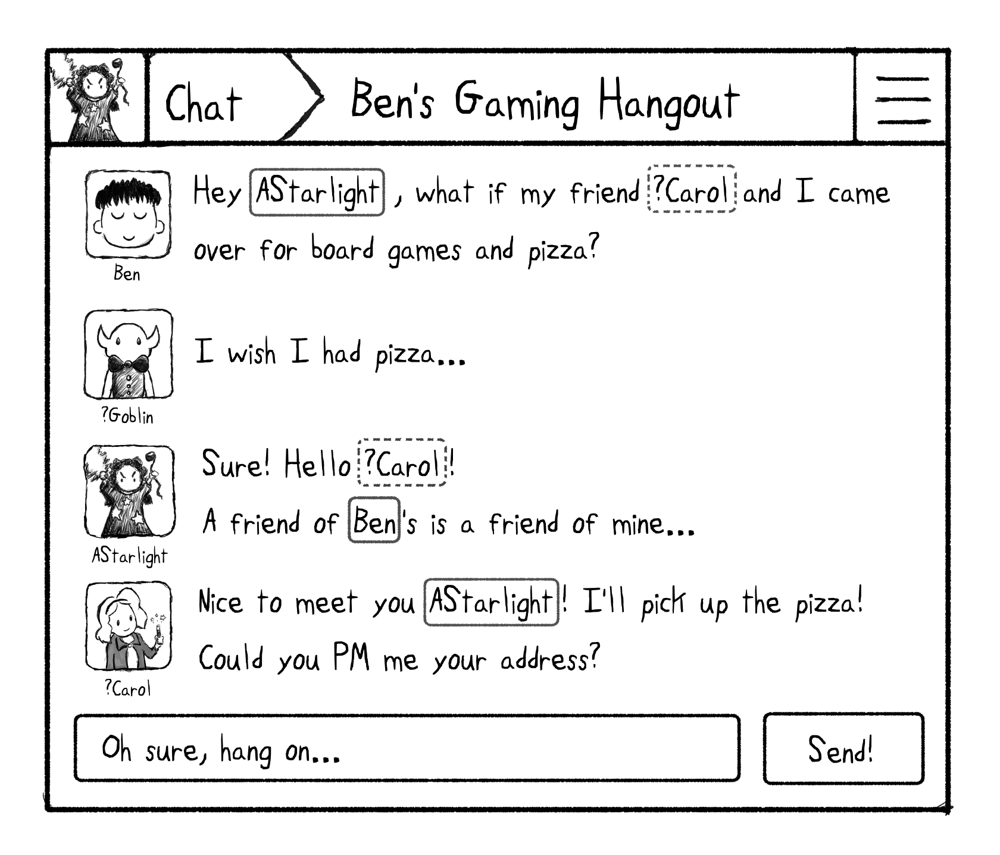 Chat
Ben's Gaming Hangout
Hey AStarlight , what if my friend ?Carol and I came
over for board games and pizza?
Ben
I wish I had pizza...
?Goblin
Sure! Hello ?Carol!
A friend of Ben's is a friend of mine...
AStarlight
Nice to meet you AStarlight! I'll pick up the pizza!
Could you PM me your address?
?Carol
Oh sure, hang on...
Send!